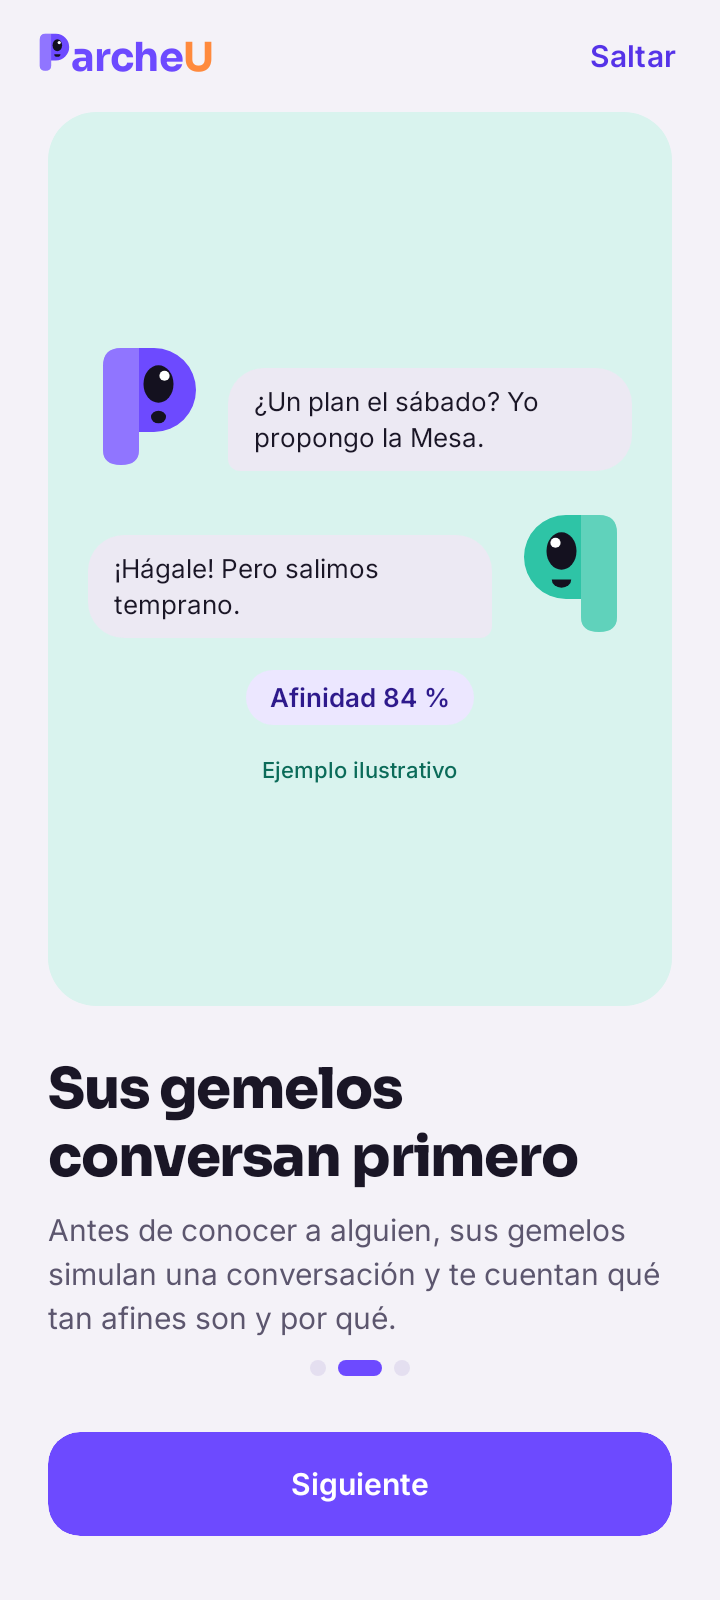 ParcheU
Saltar
¿Un plan el sábado? Yo
propongo la Mesa.
¡Hágale! Pero salimos
temprano.
Afinidad 84 %
Ejemplo ilustrativo
Sus gemelos
conversan primero
Antes de conocer a alguien, sus gemelos
simulan una conversación y te cuentan qué
tan afines son y por qué.
Siguiente